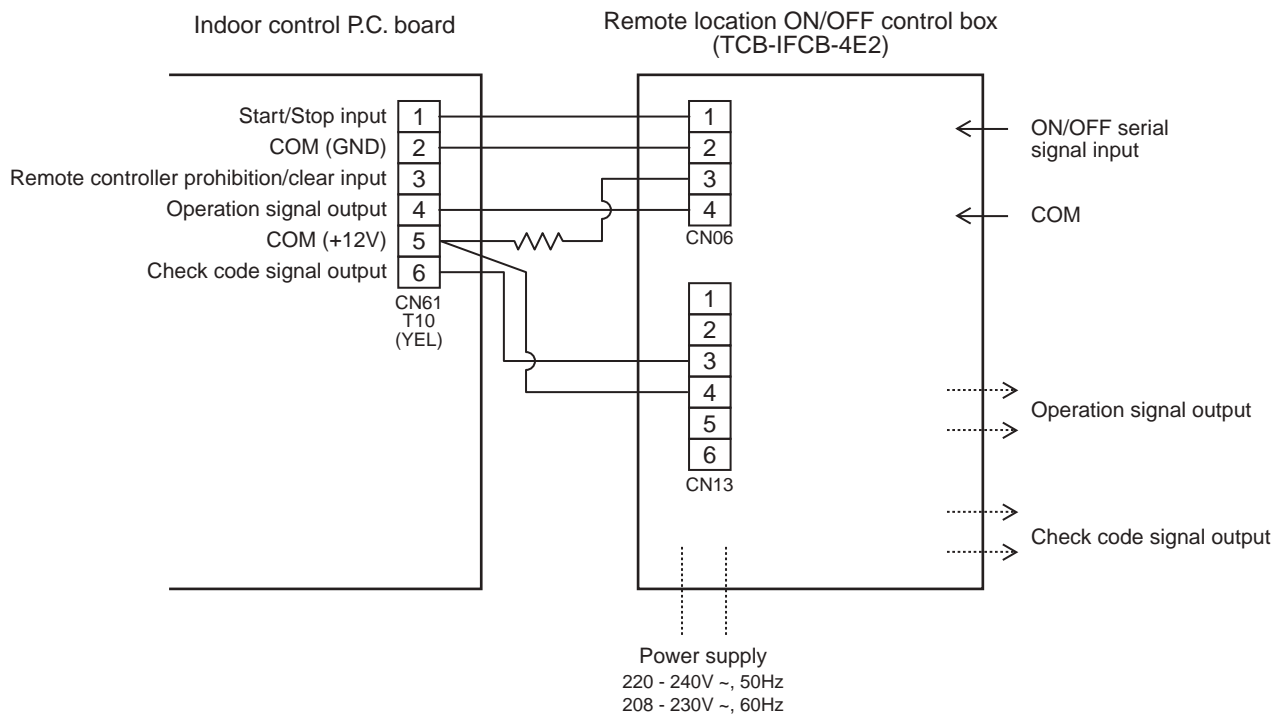 Indoor control P.C. board
Remote location ON/OFF control box
(TCB-IFCB-4E2)
Start/Stop input 1
COM (GND) 2
Remote controller prohibition/clear input 3
Operation signal output 4
COM (+12V) 5
Check code signal output 6
CN61
T10
(YEL)
1
2
3
4
CN06
1
2
3
4
5
6
CN13
ON/OFF serial
signal input
COM
Operation signal output
Check code signal output
Power supply
220 - 240V ~, 50Hz
208 - 230V ~, 60Hz